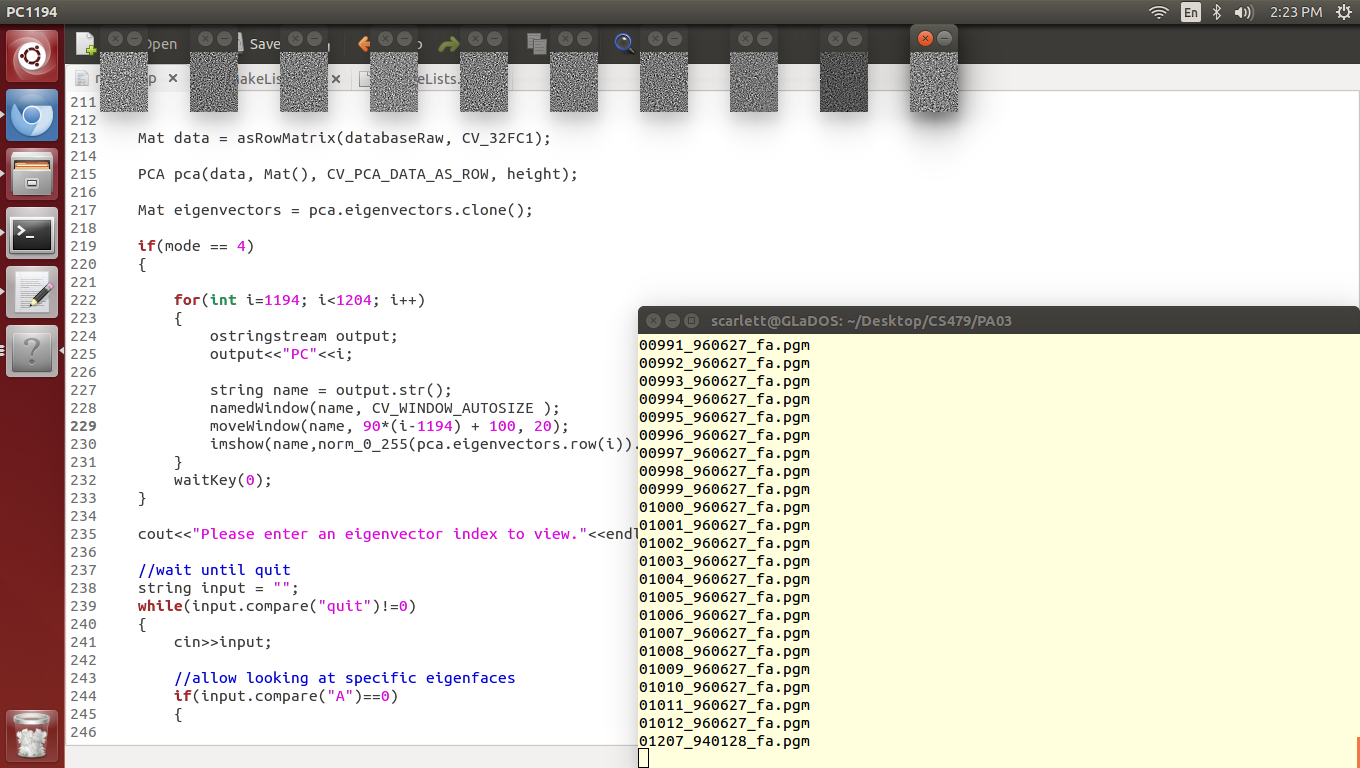 PC1194
En
2:23 PM
Open
Save
211
212
213 Mat data = asRowMatrix(databaseRaw, CV_32FC1);
214
215 PCA pca(data, Mat(), CV_PCA_DATA_AS_ROW, height);
216
217 Mat eigenvectors = pca.eigenvectors.clone();
218
219 if(mode == 4)
220 {
221
222 for(int i=1194; i<1204; i++)
223 {
224 ostringstream output;
225 output<<"PC"<<i;
226
227 string name = output.str();
228 namedWindow(name, CV_WINDOW_AUTOSIZE );
229 moveWindow(name, 90*(i-1194) + 100, 20);
230 imshow(name,norm_0_255(pca.eigenvectors.row(i)).
231 }
232 waitKey(0);
233 }
234
235 cout<<"Please enter an eigenvector index to view."<<endl
236
237 //wait until quit
238 string input = "";
239 while(input.compare("quit")!=0)
240 {
241 cin>>input;
242
243 //allow looking at specific eigenfaces
244 if(input.compare("A")==0)
245 {
246
scarlett@GLaDOS: ~/Desktop/CS479/PA03
00991_960627_fa.pgm
00992_960627_fa.pgm
00993_960627_fa.pgm
00994_960627_fa.pgm
00995_960627_fa.pgm
00996_960627_fa.pgm
00997_960627_fa.pgm
00998_960627_fa.pgm
00999_960627_fa.pgm
01000_960627_fa.pgm
01001_960627_fa.pgm
01002_960627_fa.pgm
01003_960627_fa.pgm
01004_960627_fa.pgm
01005_960627_fa.pgm
01006_960627_fa.pgm
01007_960627_fa.pgm
01008_960627_fa.pgm
01009_960627_fa.pgm
01010_960627_fa.pgm
01011_960627_fa.pgm
01012_960627_fa.pgm
01207_940128_fa.pgm